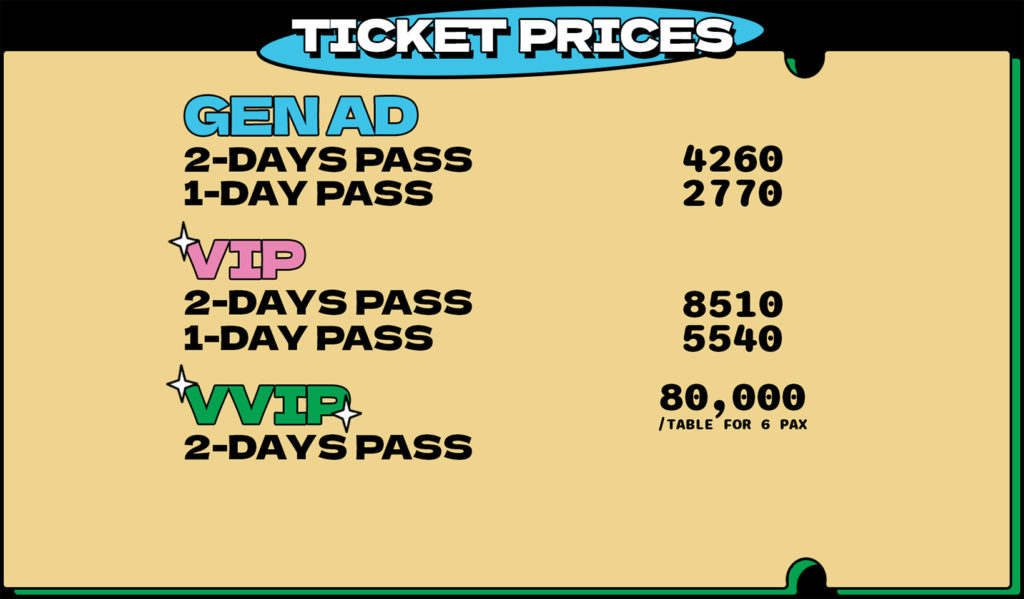 TICKET PRICES
GEN AD
2-DAYS PASS 4260
1-DAY PASS 2770
VIP
2-DAYS PASS 8510
1-DAY PASS 5540
VVIP 80,000
/TABLE FOR 6 PAX
2-DAYS PASS